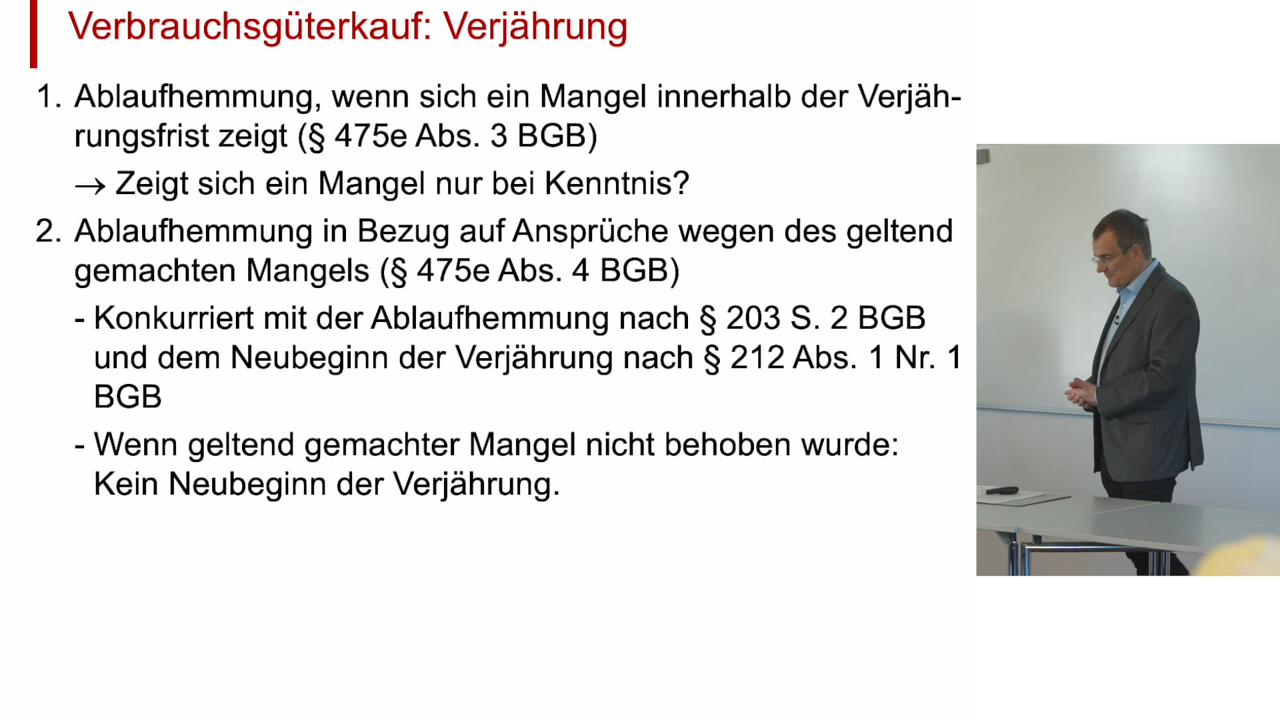 Verbrauchsgüterkauf: Verjährung
1. Ablaufhemmung, wenn sich ein Mangel innerhalb der Verjäh-
rungsfrist zeigt (§ 475e Abs. 3 BGB)
→ Zeigt sich ein Mangel nur bei Kenntnis?
2. Ablaufhemmung in Bezug auf Ansprüche wegen des geltend
gemachten Mangels (§ 475e Abs. 4 BGB)
- Konkurriert mit der Ablaufhemmung nach § 203 S. 2 BGB
und dem Neubeginn der Verjährung nach § 212 Abs. 1 Nr. 1
BGB
- Wenn geltend gemachter Mangel nicht behoben wurde:
Kein Neubeginn der Verjährung.